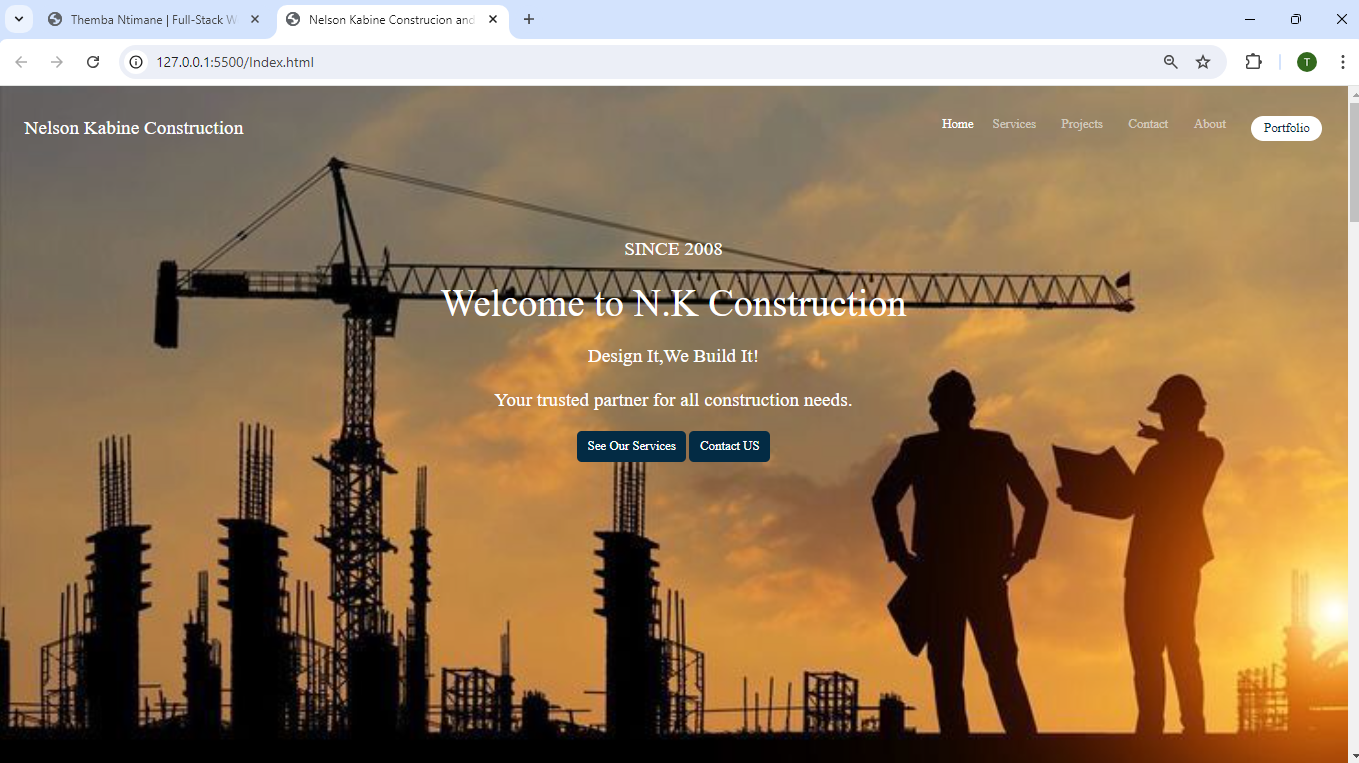 Themba Ntimane | Full-Stack W
Nelson Kabine Construcion and
127.0.0.1:5500/Index.html
T
Nelson Kabine Construction
Home Services Projects Contact About Portfolio
SINCE 2008
Welcome to N.K Construction
Design It,We Build It!
Your trusted partner for all construction needs.
See Our Services Contact US